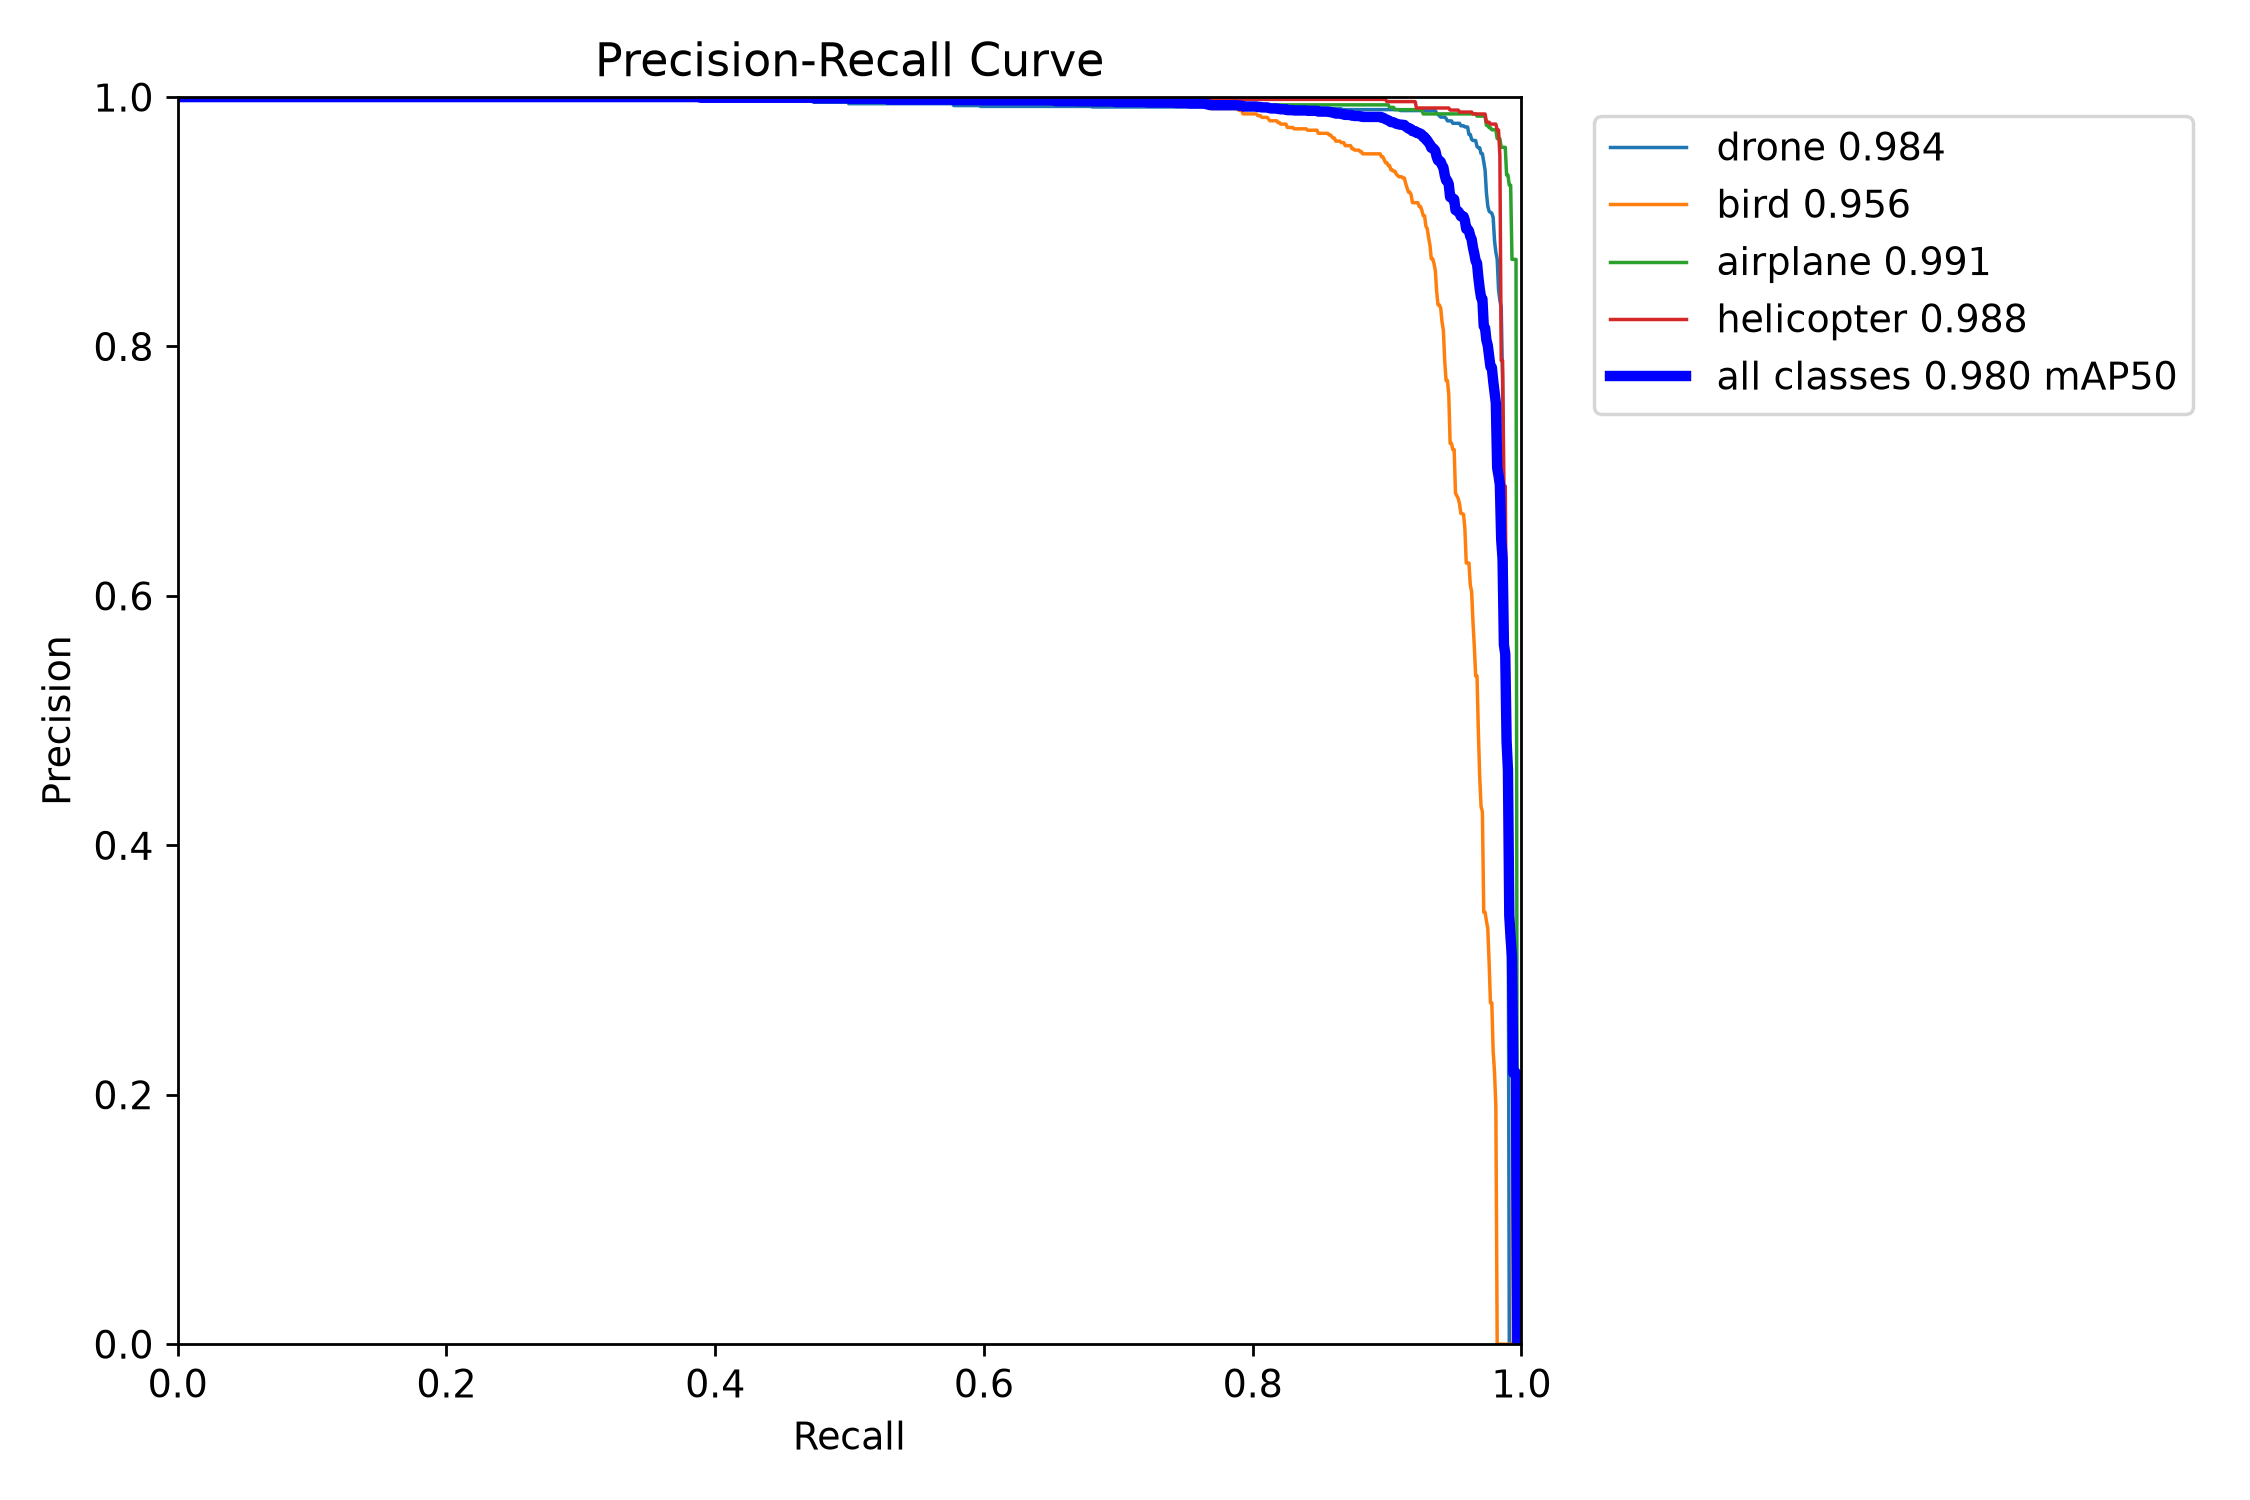 Precision-Recall Curve
1.0
0.8
0.6
0.4
0.2
0.0
Precision
0.0 0.2 0.4 0.6 0.8 1.0
Recall
drone 0.984
bird 0.956
airplane 0.991
helicopter 0.988
all classes 0.980 mAP50